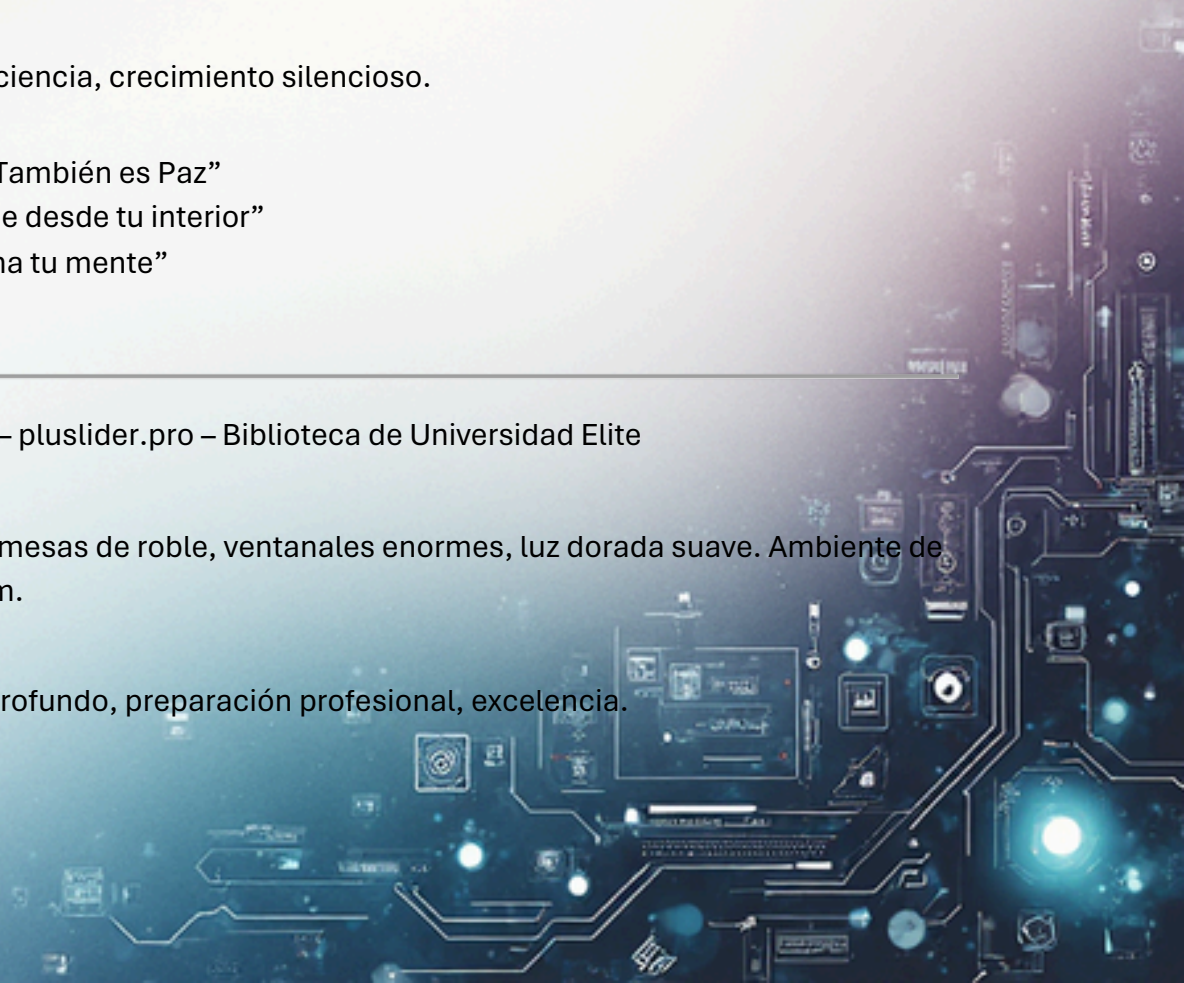 ciencia, crecimiento silencioso.
También es Paz”
e desde tu interior”
na tu mente”
– pluslider.pro – Biblioteca de Universidad Elite
mesas de roble, ventanales enormes, luz dorada suave. Ambiente de
m.
rofundo, preparación profesional, excelencia.